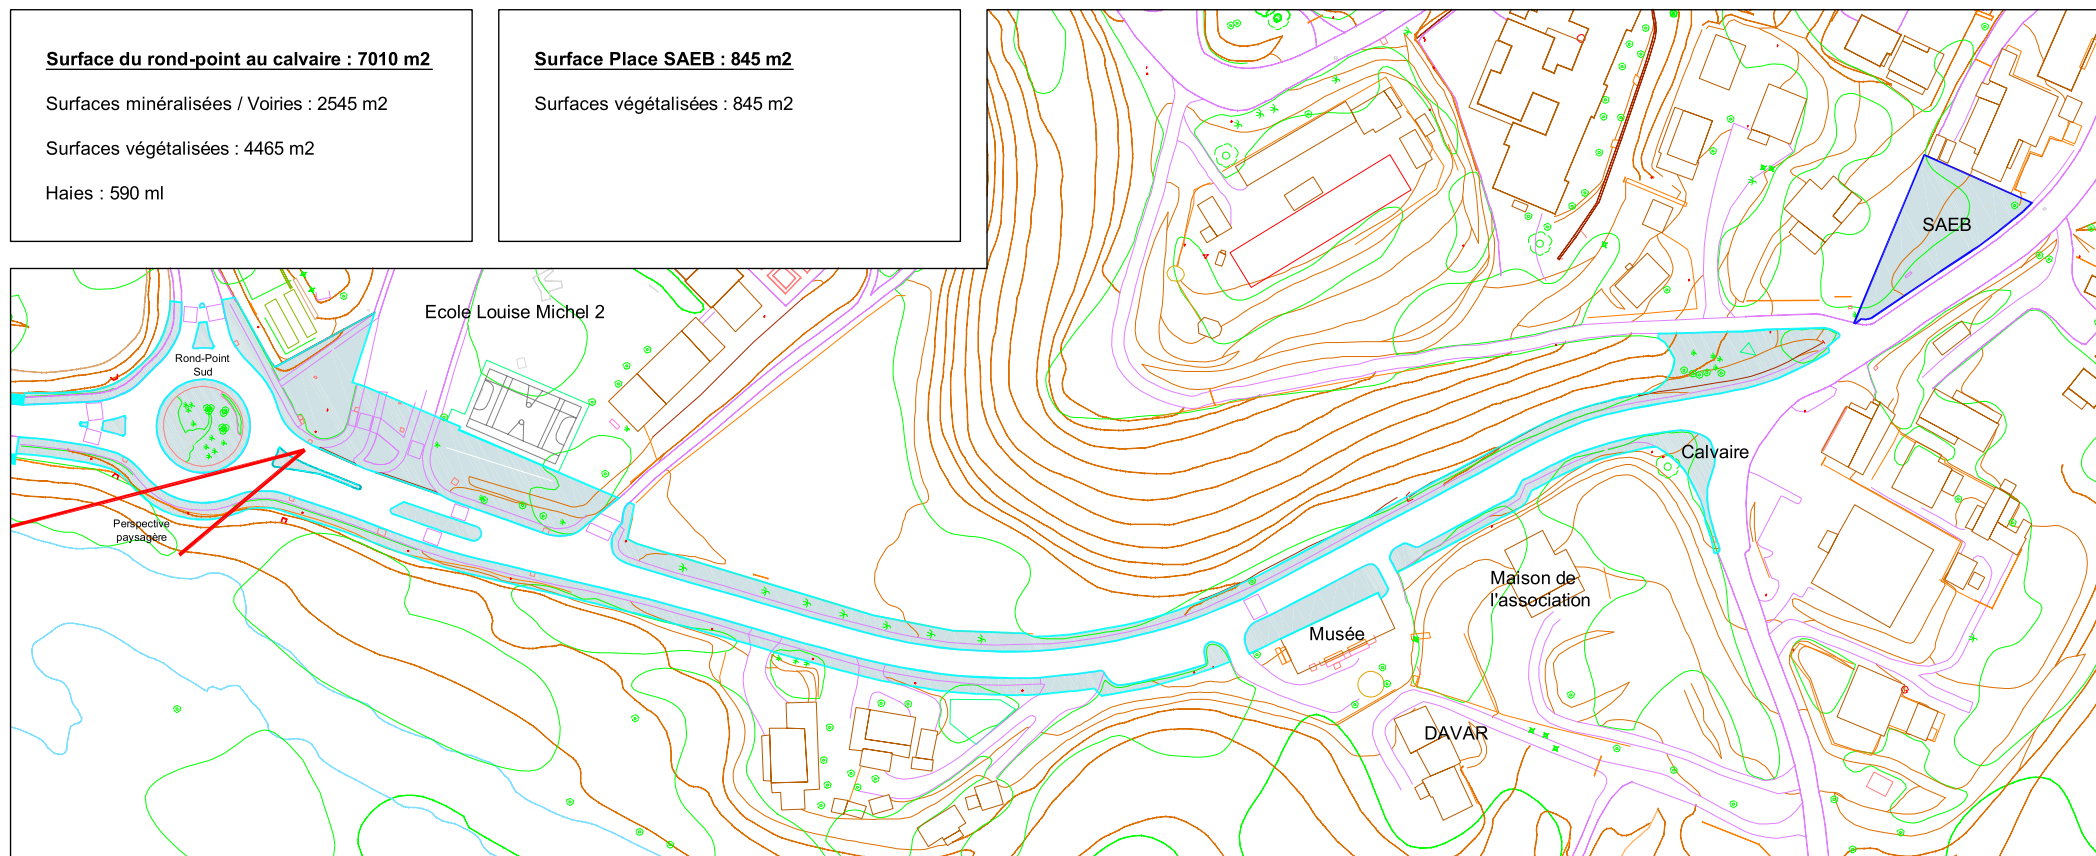 Surface du rond-point au calvaire : 7010 m2
Surfaces minéralisées / Voiries : 2545 m2
Surfaces végétalisées : 4465 m2
Haies : 590 ml
Surface Place SAEB : 845 m2
Surfaces végétalisées : 845 m2
SAEB
Ecole Louise Michel 2
Rond-Point
Sud
Calvaire
Perspective
paysagère
Maison de
l'association
Musée
DAVAR